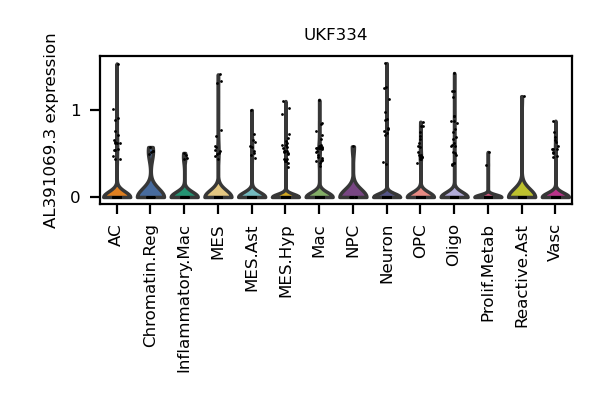 UKF334
AL391069.3 expression
1
0
AC
Chromatin.Reg
Inflammatory.Mac
MES
MES.Ast
MES.Hyp
Mac
NPC
Neuron
OPC
Oligo
Prolif.Metab
Reactive.Ast
Vasc